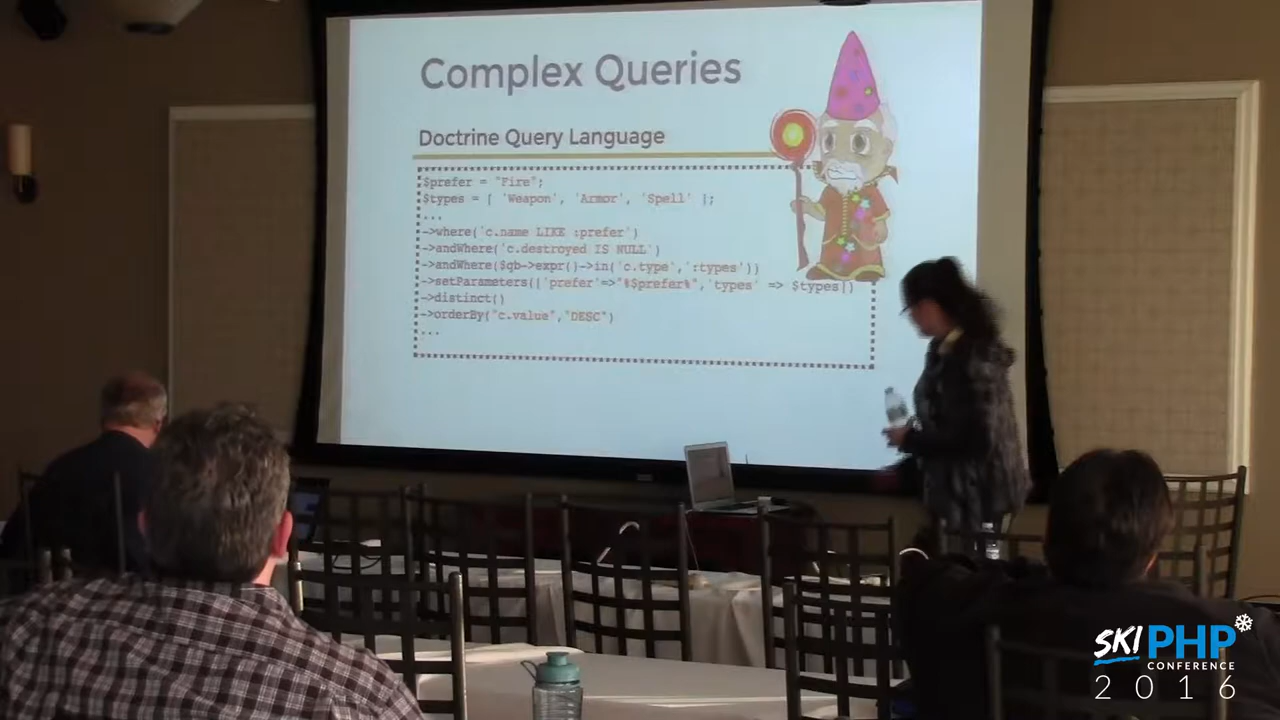 Complex Queries
Doctrine Query Language
$prefer = "Fire";
$types = [ 'Weapon', 'Armor', 'Spell' ];
...
->where('c.name LIKE :prefer')
->andWhere('c.destroyed IS NULL')
->andWhere($qb->expr()->in('c.type',':types'))
->setParameters(['prefer'=>"%$prefer%",'types' => $types])
->distinct()
->orderBy("c.value","DESC")
...
SKI PHP
CONFERENCE
2016